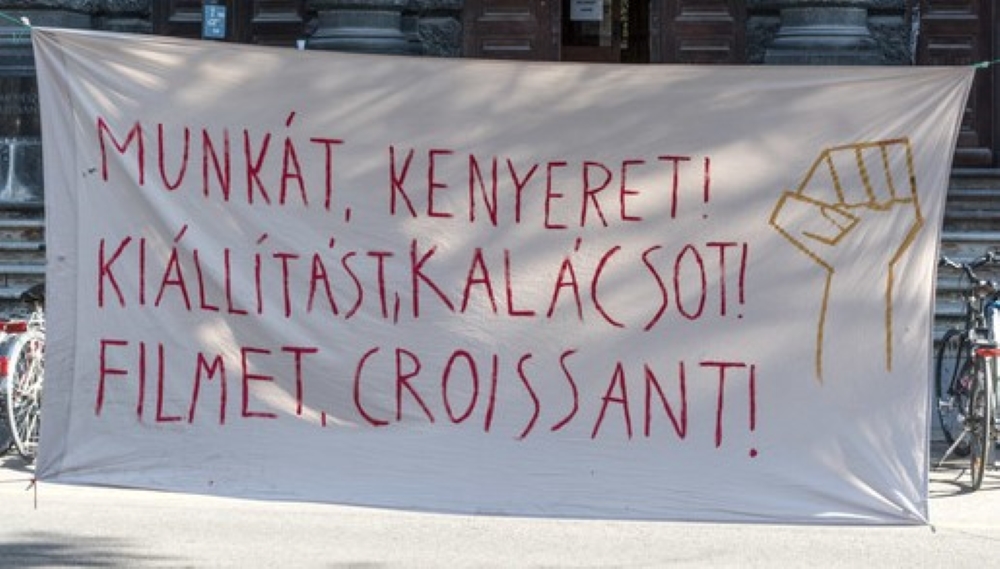 MUNKÁT, KENYERET!
KIÁLLÍTÁST, KALÁCSOT!
FILMET, CROISSANT!